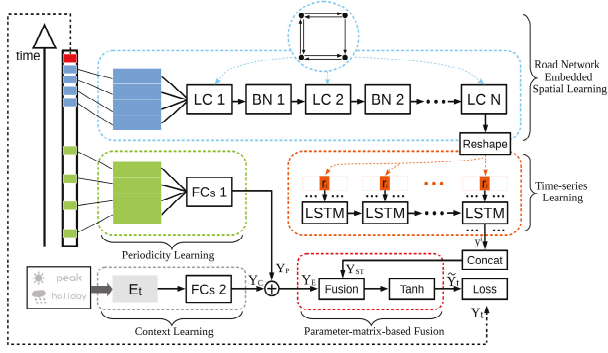 time
LC 1
BN 1
LC 2
BN 2
LC N
Road Network
Embedded
Spatial Learning
Reshape
FCs 1
Periodicity Learning
r
r
r
LSTM
LSTM
LSTM
Time-series
Learning
Concat
peak
holiday
Et
FCs 2
Context Learning
YC
YP
YE
YST
Fusion
Tanh
Parameter-matrix-based Fusion
Ỹt
Loss
Yt